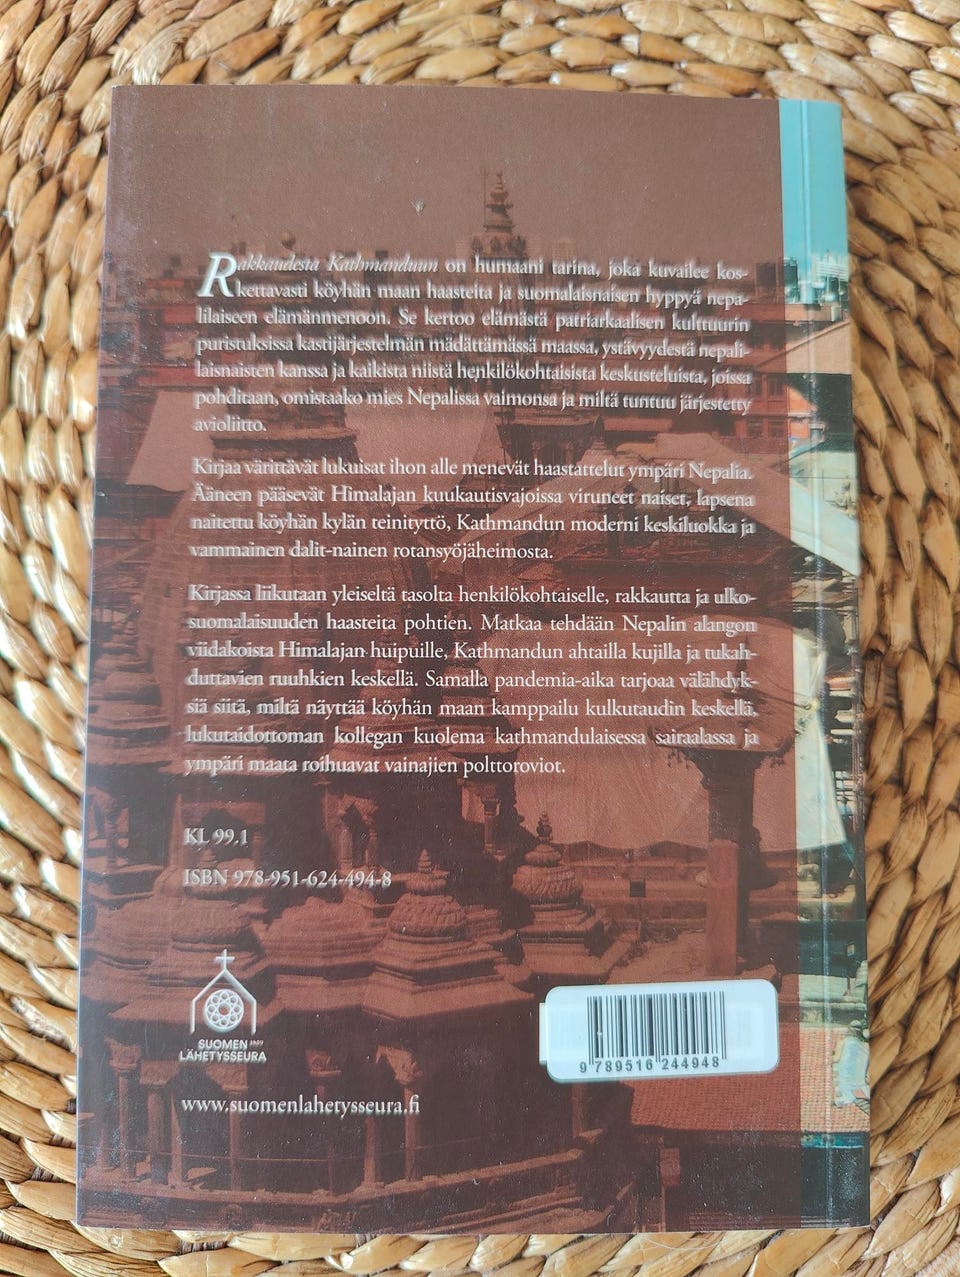 Rakkaudesta Kathmanduun on humaani tarina, joka kuvailee kos-
kettavasti köyhän maan haasteita ja suomalaisnaisen hyppyä nepa-
lilaiseen elämänmenoon. Se kertoo elämästä patriarkaalisen kulttuurin
puristuksissa kastijärjestelmän mädättämässä maassa, ystävyydestä nepali-
laisnaisten kanssa ja kaikista niistä henkilökohtaisista keskusteluista, joissa
pohditaan, omistaako mies Nepalissa vaimonsa ja miltä tuntuu järjestetty
avioliitto.
Kirjaa värittävät lukuisat ihon alle menevät haastattelut ympäri Nepalia.
Ääneen pääsevät Himalajan kuukautisvajoissa viruneet naiset, lapsena
naitettu köyhän kylän teinityttö, Kathmandun moderni keskiluokka ja
vammainen dalit-nainen rotansyöjäheimosta.
Kirjassa liikutaan yleiseltä tasolta henkilökohtaiselle, rakkautta ja ulko-
suomalaisuuden haasteita pohtien. Matkaa tehdään Nepalin alangon
viidakoista Himalajan huipuille, Kathmandun ahtailla kujilla ja tukah-
duttavien ruuhkien keskellä. Samalla pandemia-aika tarjoaa välähdyk-
siä siitä, miltä näyttää köyhän maan kamppailu kulkutaudin keskellä,
lukutaidottoman kollegan kuolema kathmandulaisessa sairaalassa ja
ympäri maata roihuavat vainajien polttoroviot.
KL 99.1
ISBN 978-951-624-494-8
SUOMEN 1859
LÄHETYSSEURA
www.suomenlahetysseura.fi
9 789516 244948